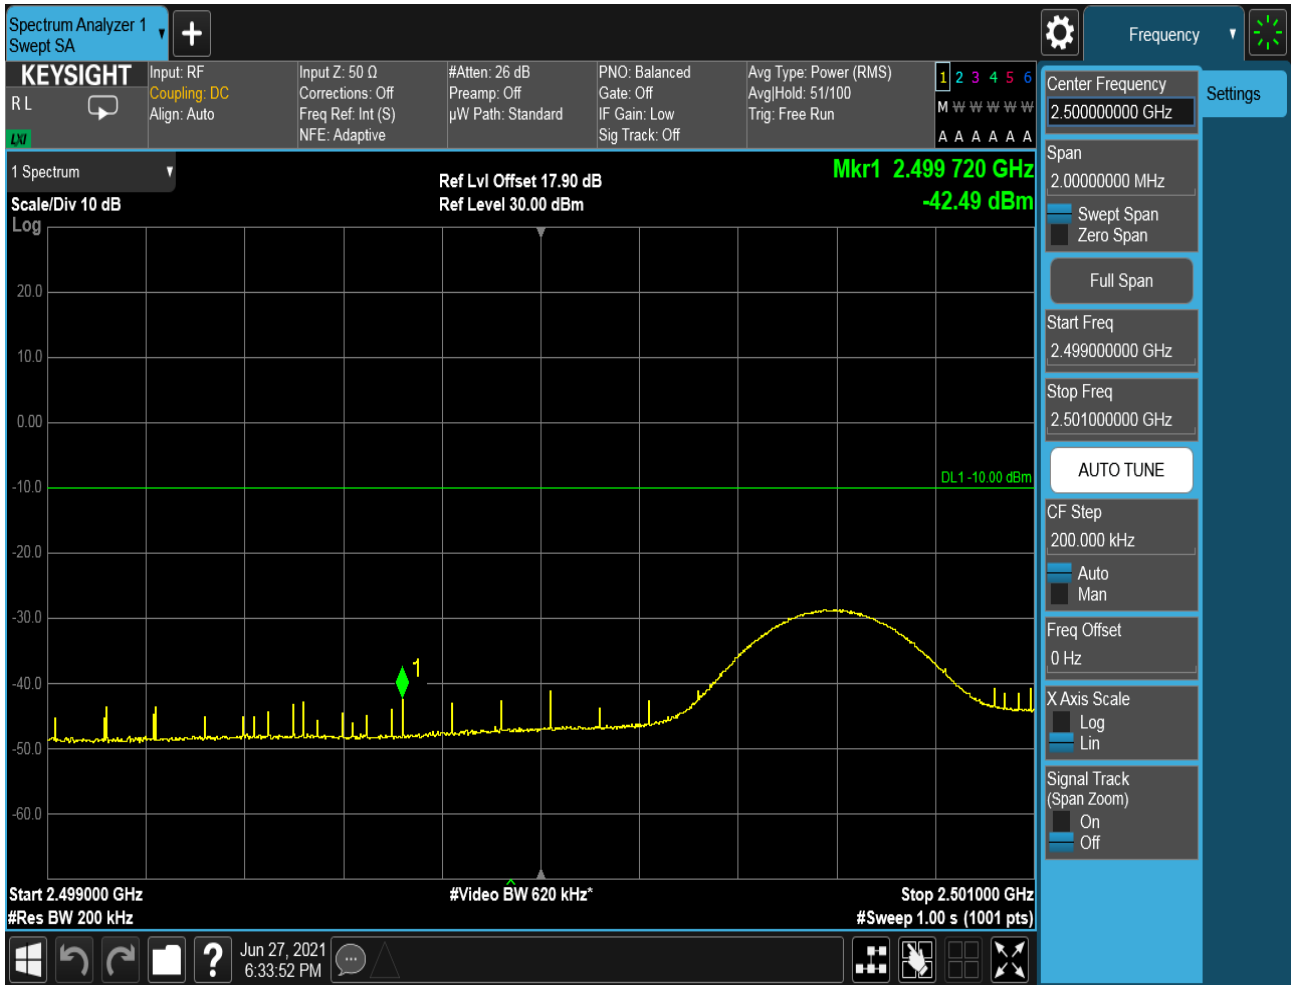 Spectrum Analyzer 1
Swept SA
Frequency
KEYSIGHT
R L
LXI
Input: RF
Coupling: DC
Align: Auto
Input Z: 50 Ω
Corrections: Off
Freq Ref: Int (S)
NFE: Adaptive
#Atten: 26 dB
Preamp: Off
µW Path: Standard
PNO: Balanced
Gate: Off
IF Gain: Low
Sig Track: Off
Avg Type: Power (RMS)
Avg|Hold: 51/100
Trig: Free Run
1 2 3 4 5 6
M W W W W W
A A A A A A
1 Spectrum
Scale/Div 10 dB
Log
Ref Lvl Offset 17.90 dB
Ref Level 30.00 dBm
Mkr1 2.499 720 GHz
-42.49 dBm
20.0
10.0
0.00
-10.0
-20.0
-30.0
-40.0
-50.0
-60.0
DL1 -10.00 dBm
1
Start 2.499000 GHz
#Res BW 200 kHz
#Video BW 620 kHz*
Stop 2.501000 GHz
#Sweep 1.00 s (1001 pts)
Center Frequency
2.500000000 GHz
Settings
Span
2.00000000 MHz
Swept Span
Zero Span
Full Span
Start Freq
2.499000000 GHz
Stop Freq
2.501000000 GHz
AUTO TUNE
CF Step
200.000 kHz
Auto
Man
Freq Offset
0 Hz
X Axis Scale
Log
Lin
Signal Track
(Span Zoom)
On
Off
?
Jun 27, 2021
6:33:52 PM